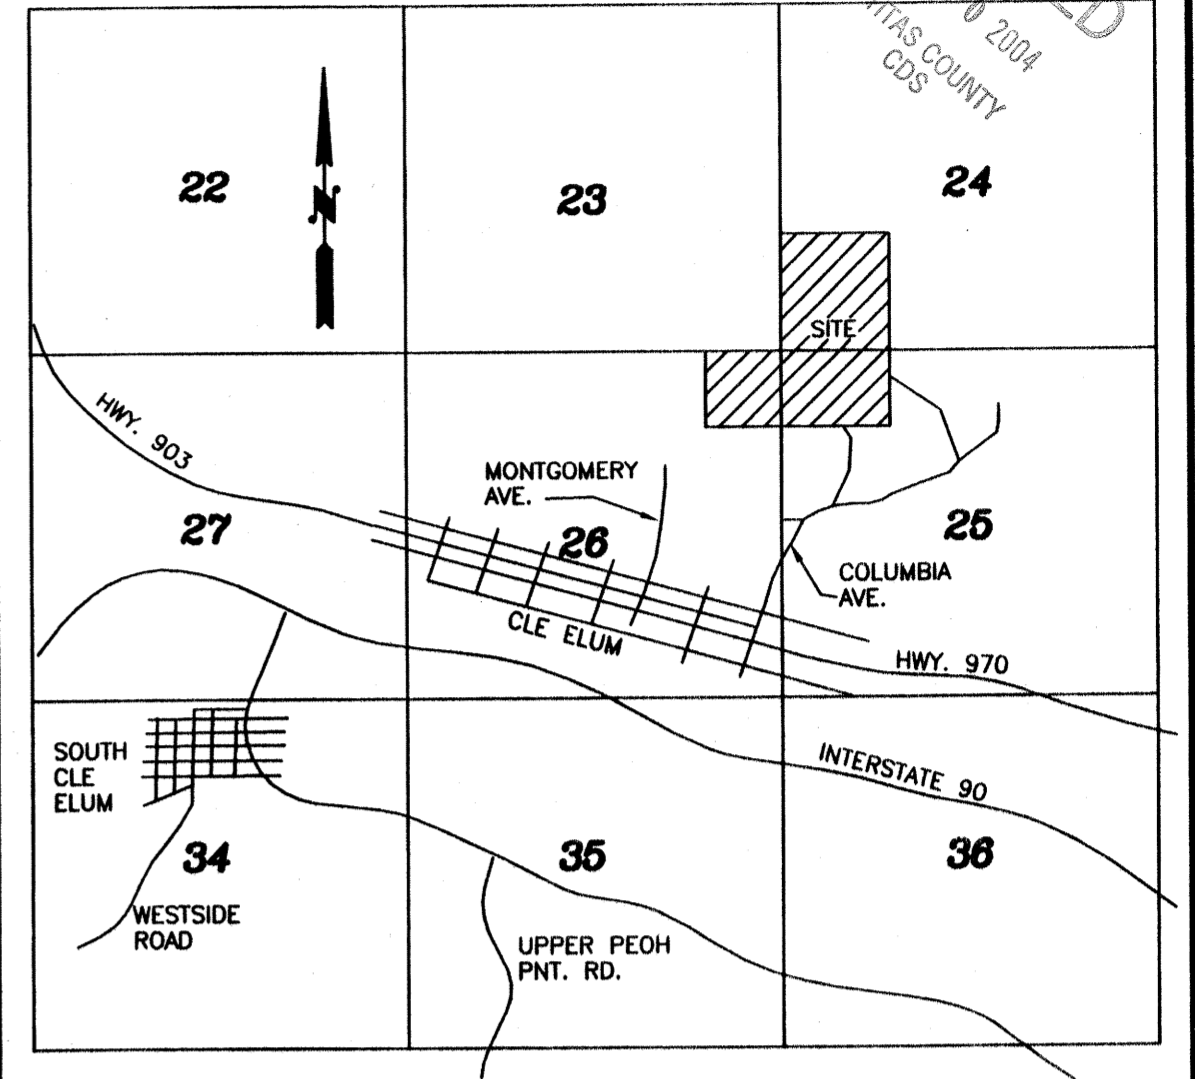 2004
COUNTY
CDS
22
23
24
N
SITE
HWY. 903
MONTGOMERY
AVE.
27
26
25
COLUMBIA
AVE.
CLE ELUM
HWY. 970
SOUTH
CLE
ELUM
INTERSTATE 90
34
35
36
WESTSIDE
ROAD
UPPER PEOH
PNT. RD.